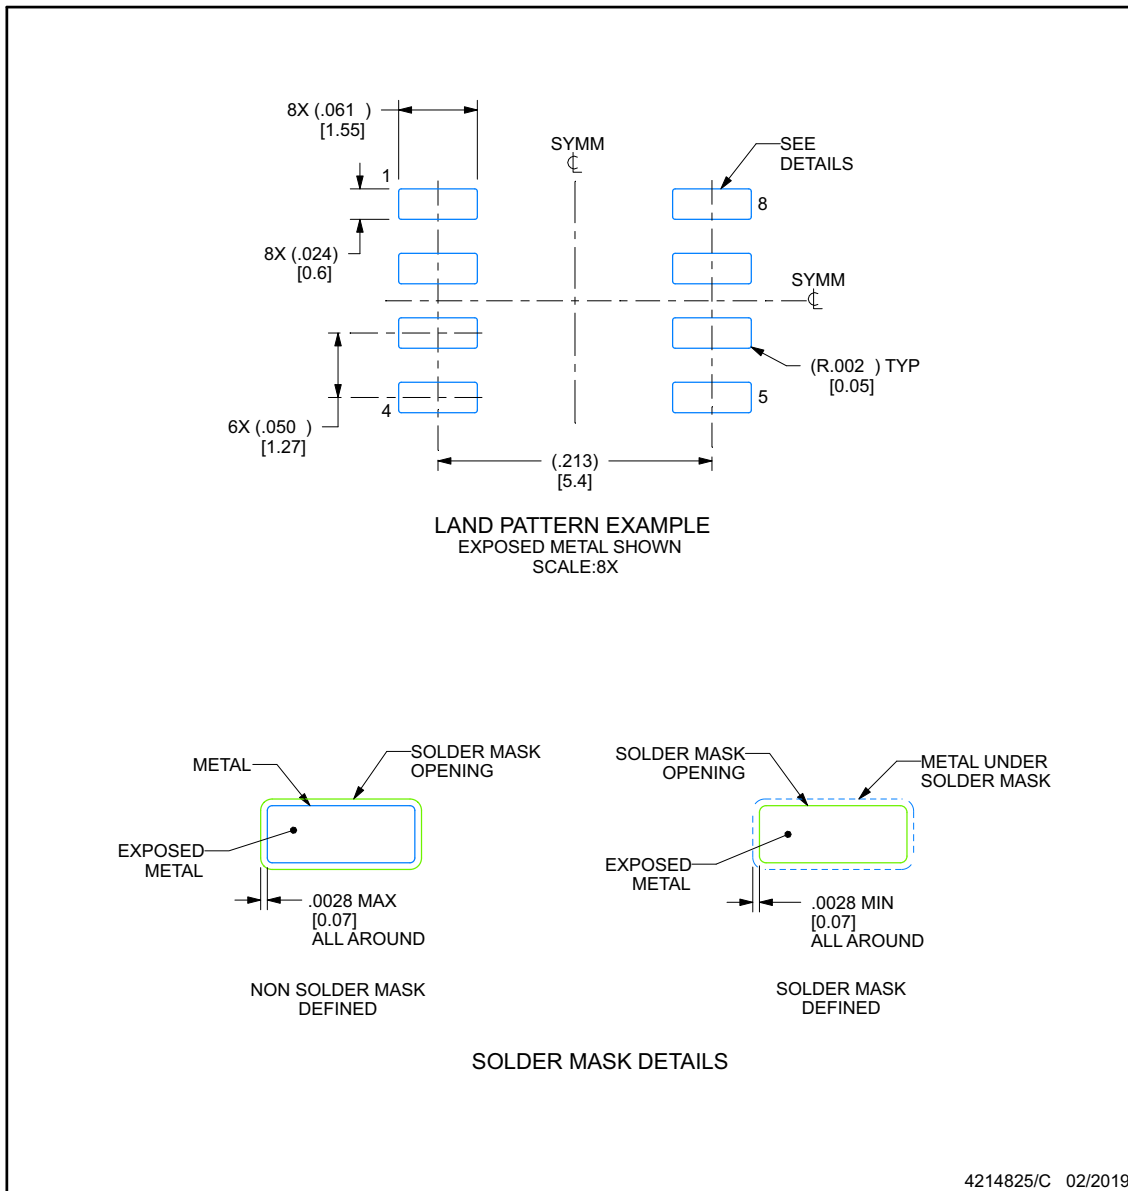 8X (.061 )
[1.55]
SYMM
℄
SEE
DETAILS
1
8
8X (.024)
[0.6]
SYMM
℄
(R.002 ) TYP
[0.05]
4
5
6X (.050 )
[1.27]
(.213)
[5.4]
LAND PATTERN EXAMPLE
EXPOSED METAL SHOWN
SCALE:8X
METAL
SOLDER MASK
OPENING
EXPOSED
METAL
.0028 MAX
[0.07]
ALL AROUND
NON SOLDER MASK
DEFINED
SOLDER MASK
OPENING
METAL UNDER
SOLDER MASK
EXPOSED
METAL
.0028 MIN
[0.07]
ALL AROUND
SOLDER MASK
DEFINED
SOLDER MASK DETAILS
4214825/C 02/2019